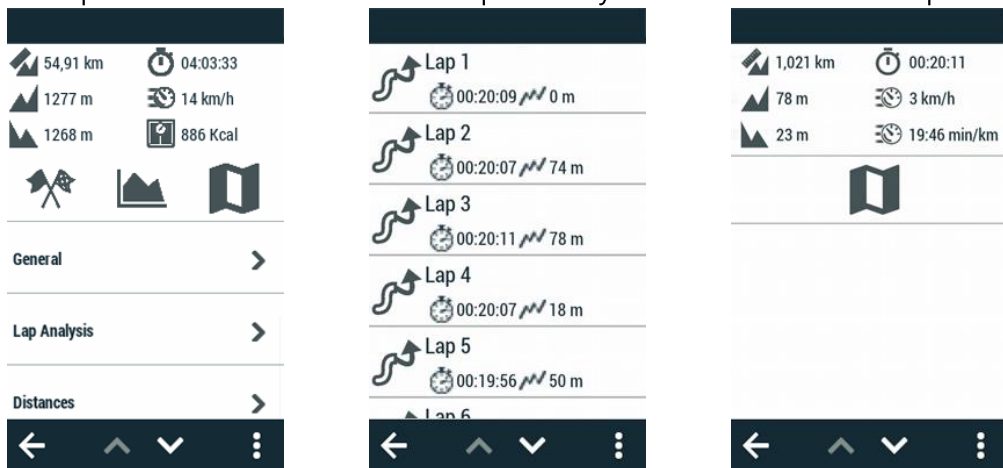 54,91 km 04:03:33
1277 m 14 km/h
1268 m 886 Kcal
General
Lap Analysis
Distances
Lap 1
00:20:09 0 m
Lap 2
00:20:07 74 m
Lap 3
00:20:11 78 m
Lap 4
00:20:07 18 m
Lap 5
00:19:56 50 m
Lap 6
1,021 km 00:20:11
78 m 3 km/h
23 m 19:46 min/km